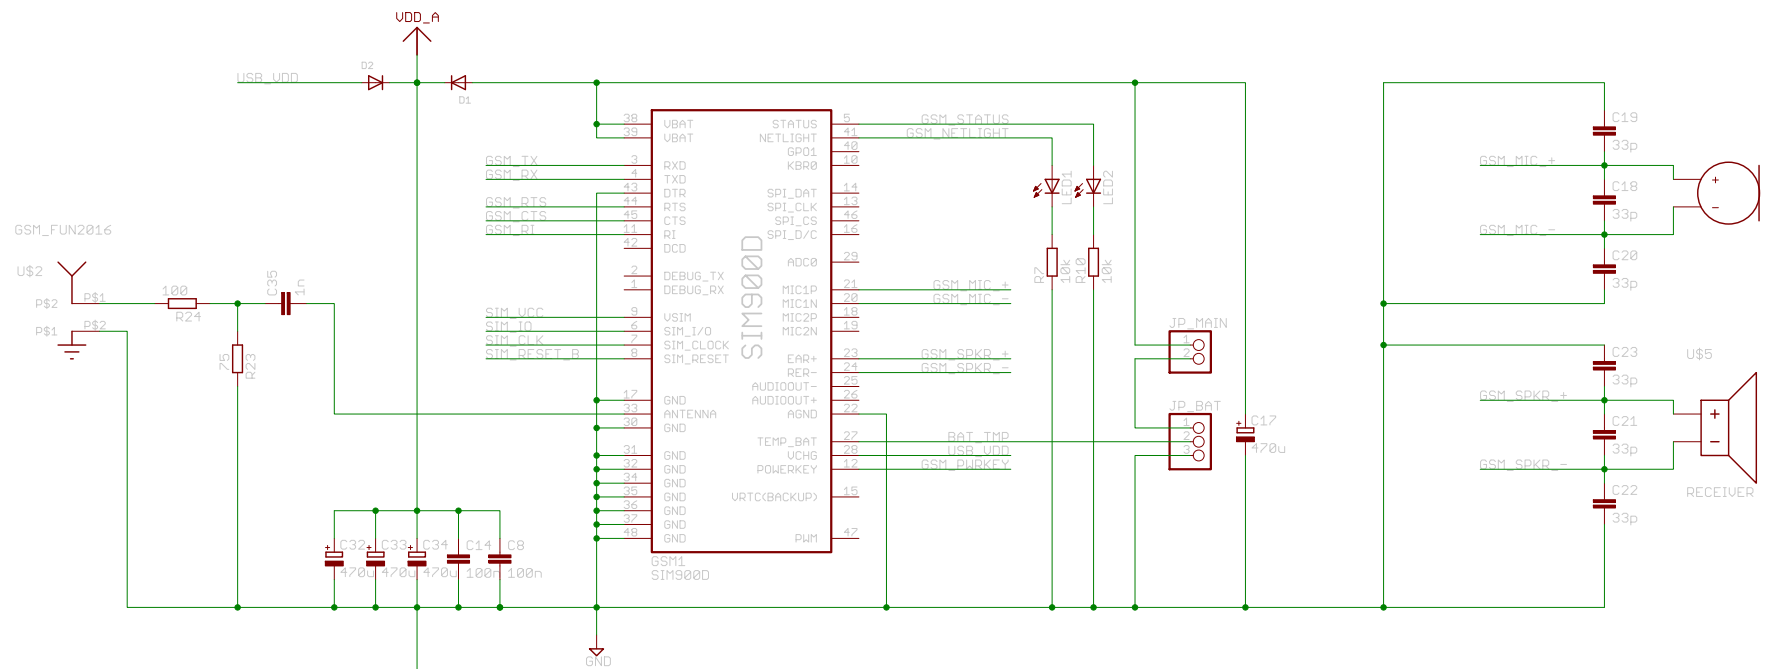 VDD_A
USB_VDD
D2
D1
38 VBAT
39 VBAT
GSM_TX 3 RXD
GSM_RX 4 TXD
43 DTR
GSM_RTS 44 RTS
GSM_CTS 45 CTS
GSM_RI 11 RI
42 DCD
2 DEBUG_TX
1 DEBUG_RX
SIM_VCC 9 VSIM
SIM_IO 6 SIM_I/O
SIM_CLK 7 SIM_CLOCK
SIM_RESET_B 8 SIM_RESET
17 GND
33 ANTENNA
30 GND
31 GND
32 GND
34 GND
35 GND
36 GND
37 GND
48 GND
SIM900D
STATUS 5 GSM_STATUS
NETLIGHT 41 GSM_NETLIGHT
GPO1 40
KBR0 10
SPI_DAT 14
SPI_CLK 13
SPI_CS 46
SPI_D/C 16
ADC0 29
MIC1P 21 GSM_MIC_+
MIC1N 20 GSM_MIC_-
MIC2P 18
MIC2N 19
EAR+ 23 GSM_SPKR_+
RER- 24 GSM_SPKR_-
AUDIOOUT- 25
AUDIOOUT+ 26
AGND 22
TEMP_BAT 27 BAT_TMP
VCHG 28 USB_VDD
POWERKEY 12 GSM_PWRKEY
VRTC(BACKUP) 15
PWM 47
GSM1
SIM900D
GSM_FUN2016
U$2
P$2 P$1
P$1 P$2
100
R24
C35
1n
75
R23
C32 C33 C34 C14 C8
470u 470u 470u 100n 100n
GND
LED1
LED2
R7
10k
R10
10k
JP_MAIN
1
2
JP_BAT
1
2
3
C17
470u
C19
33p
GSM_MIC_+
C18
33p
GSM_MIC_-
C20
33p
+
-
C23
33p
U$5
GSM_SPKR_+
C21
33p
GSM_SPKR_-
C22
33p
+
-
RECEIVER